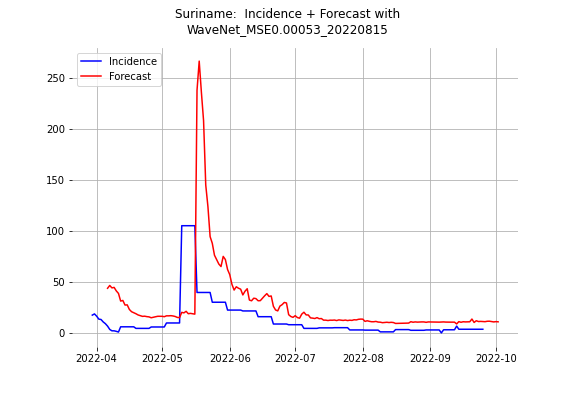 Suriname:  Incidence + Forecast with
WaveNet_MSE0.00053_20220815
Incidence
Forecast
250
200
150
100
50
0
2022-04 2022-05 2022-06 2022-07 2022-08 2022-09 2022-10